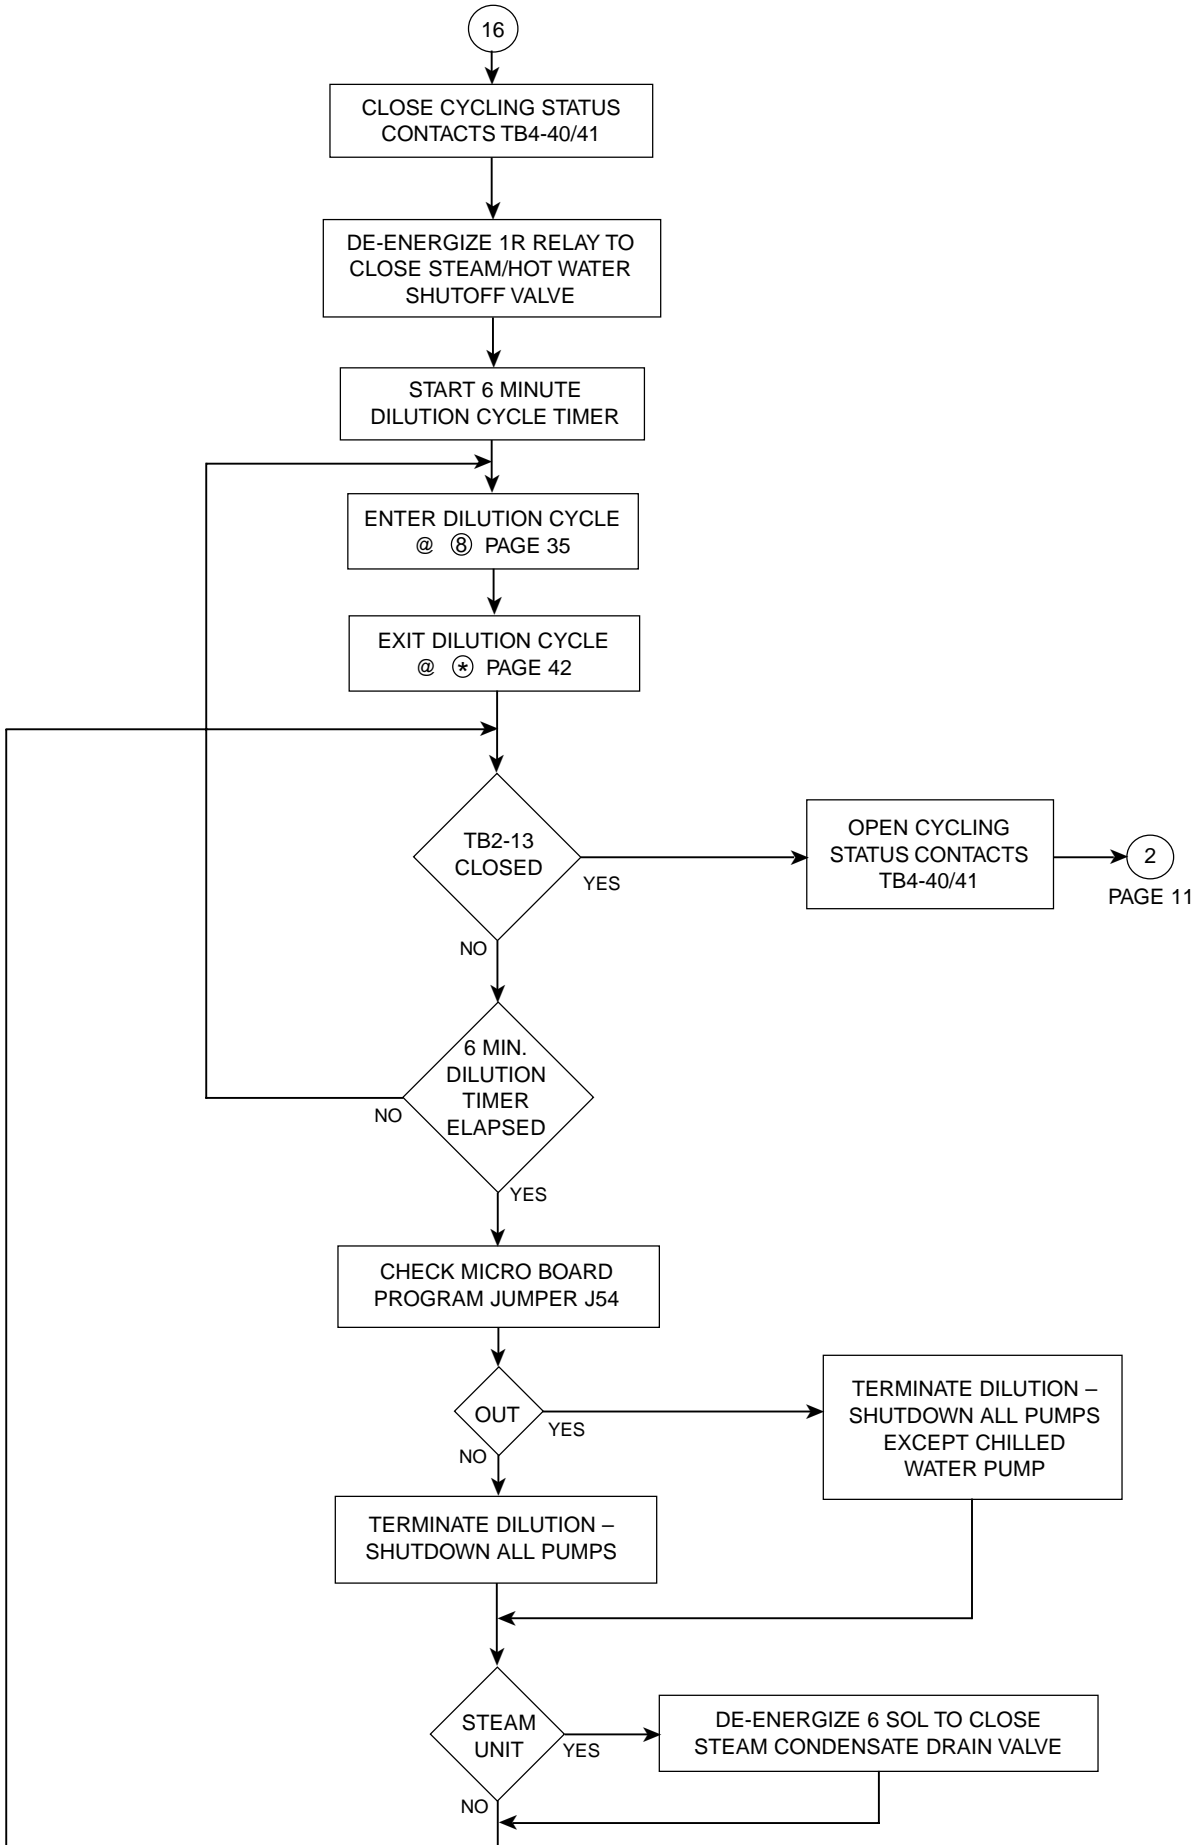 16
CLOSE CYCLING STATUS
CONTACTS TB4-40/41
DE-ENERGIZE 1R RELAY TO
CLOSE STEAM/HOT WATER
SHUTOFF VALVE
START 6 MINUTE
DILUTION CYCLE TIMER
ENTER DILUTION CYCLE
@ ⑧ PAGE 35
EXIT DILUTION CYCLE
@ * PAGE 42
TB2-13
CLOSED
YES
NO
OPEN CYCLING
STATUS CONTACTS
TB4-40/41
2
PAGE 11
6 MIN.
DILUTION
TIMER
ELAPSED
NO
YES
CHECK MICRO BOARD
PROGRAM JUMPER J54
OUT
YES
NO
TERMINATE DILUTION –
SHUTDOWN ALL PUMPS
EXCEPT CHILLED
WATER PUMP
TERMINATE DILUTION –
SHUTDOWN ALL PUMPS
STEAM
UNIT
YES
NO
DE-ENERGIZE 6 SOL TO CLOSE
STEAM CONDENSATE DRAIN VALVE